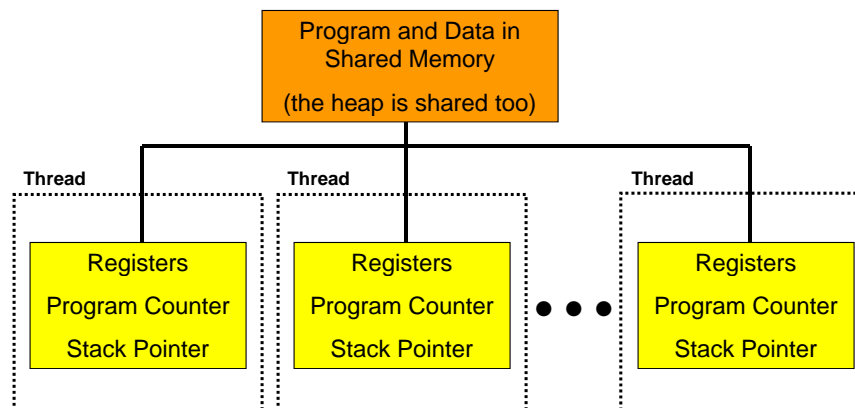 Program and Data in
Shared Memory
(the heap is shared too)
Thread
Thread
Thread
Registers
Program Counter
Stack Pointer
Registers
Program Counter
Stack Pointer
Registers
Program Counter
Stack Pointer